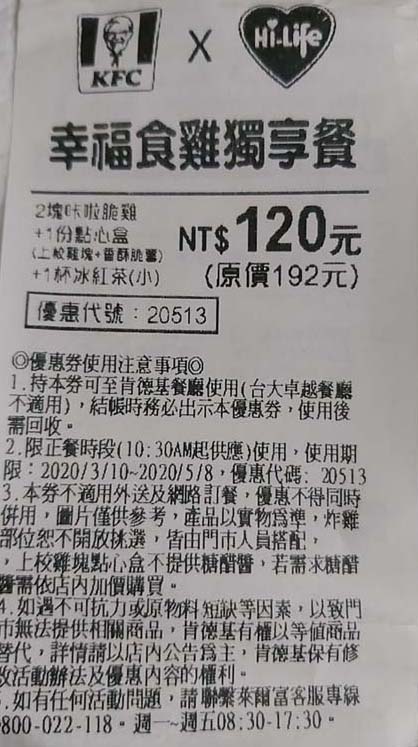 KFC X Hi-Life
幸福食雞獨享餐
2塊咔啦脆雞
+1份點心盒
(上校雞塊+香酥脆薯)
+1杯冰紅茶(小)
NT$120元
(原價192元)
優惠代號：20513
◎優惠券使用注意事項◎
1.持本券可至肯德基餐廳使用(台大卓越餐廳
不適用)，結帳時務必出示本優惠券，使用後
需回收。
2.限正餐時段(10:30AM起供應)使用，使用期
限：2020/3/10~2020/5/8，優惠代碼: 20513
3.本券不適用外送及網路訂餐，優惠不得同時
併用，圖片僅供參考，產品以實物為準，炸雞
部位恕不開放挑選，皆由門市人員搭配，
，上校雞塊點心盒不提供糖醋醬，若需求糖醋
醬需依店內加價購買。
4.如遇不可抗力或原物料短缺等因素，以致門
市無法提供相關商品，肯德基有權以等值商品
替代，詳情請以店內公告為主，肯德基保有修
改活動辦法及優惠內容的權利。
.如有任何活動問題，請聯繫萊爾富客服專線
0800-022-118。週一~週五08:30-17:30。